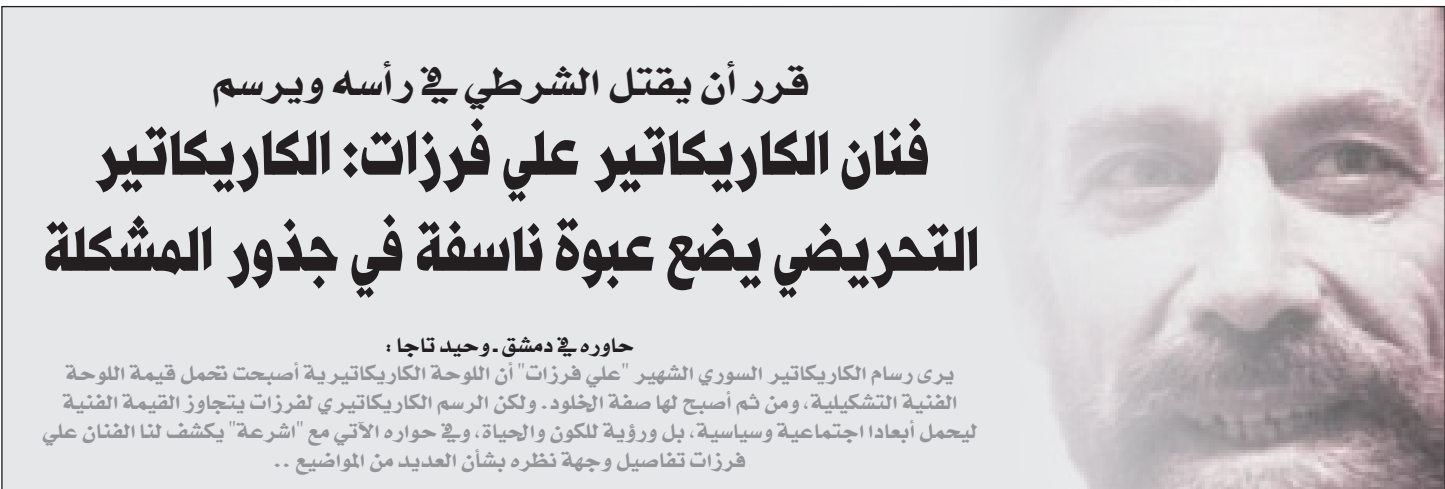 قرر أن يقتل الشرطي في رأسه ويرسم
فنان الكاريكاتير علي فرزات: الكاريكاتير
التحريضي يضع عبوة ناسفة في جذور المشكلة
حاوره في دمشق ـ وحيد تاجا :
يرى رسام الكاريكاتير السوري الشهير "علي فرزات" أن اللوحة الكاريكاتيرية أصبحت تحمل قيمة اللوحة
الفنية التشكيلية، ومن ثم أصبح لها صفة الخلود. ولكن الرسم الكاريكاتيري لفرزات يتجاوز القيمة الفنية
ليحمل أبعادا اجتماعية وسياسية، بل ورؤية للكون والحياة، وفي حواره الآتي مع "اشرعة" يكشف لنا الفنان علي
فرزات تفاصيل وجهة نظره بشأن العديد من المواضيع ..